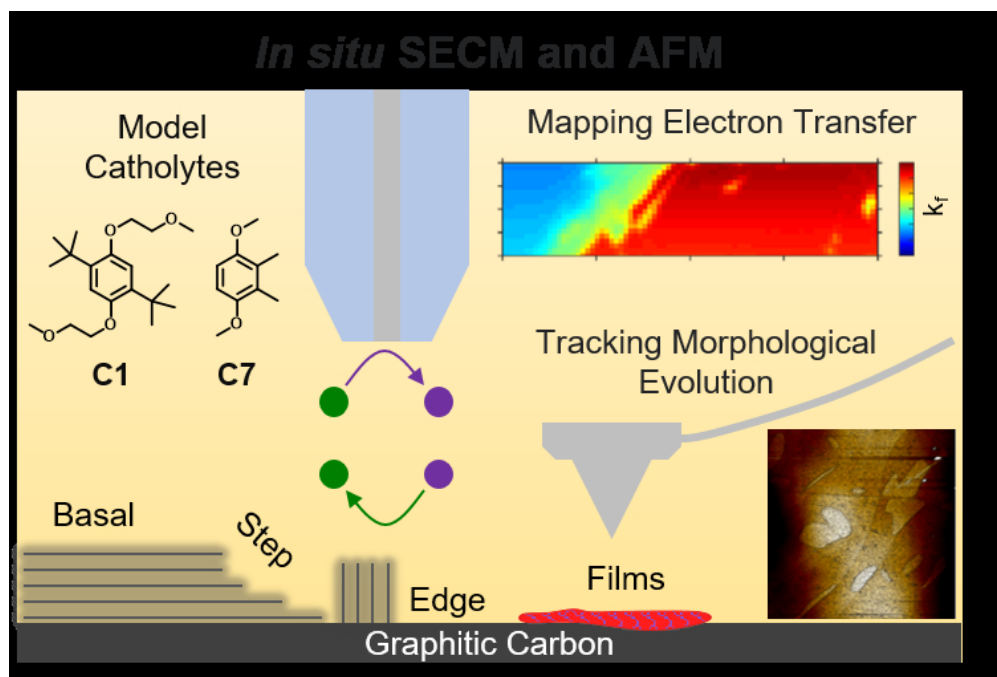 In situ SECM and AFM
Model
Catholytes
O
O
O
O
C1
O
O
C7
Mapping Electron Transfer
kf
Tracking Morphological
Evolution
Basal
Step
Edge
Films
Graphitic Carbon